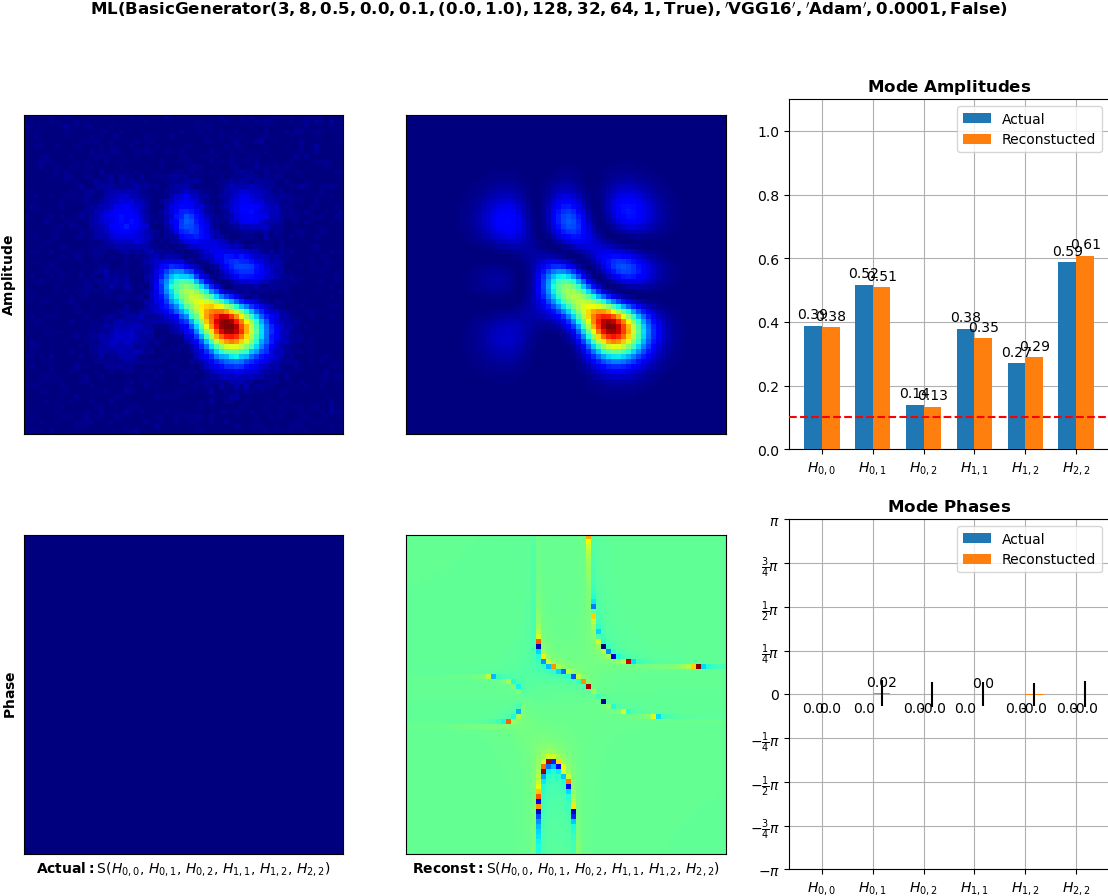 ML(BasicGenerator(3, 8, 0.5, 0.0, 0.1, (0.0, 1.0), 128, 32, 64, 1, True), ′VGG16′, ′Adam′, 0.0001, False)
Amplitude
Mode Amplitudes
Actual
Reconstucted
1.0
0.8
0.6
0.4
0.2
0.0
0.39
0.38
0.52
0.51
0.14
0.13
0.38
0.35
0.27
0.29
0.59
0.61
H0,0 H0,1 H0,2 H1,1 H1,2 H2,2
Phase
Actual: S(H0,0, H0,1, H0,2, H1,1, H1,2, H2,2)
Reconst: S(H0,0, H0,1, H0,2, H1,1, H1,2, H2,2)
Mode Phases
Actual
Reconstucted
π
3/4π
1/2π
1/4π
0
−1/4π
−1/2π
−3/4π
−π
0.0
0.0
0.0
0.02
0.0
0.0
0.0
0.0
0.0
0.0
0.0
0.0
H0,0 H0,1 H0,2 H1,1 H1,2 H2,2